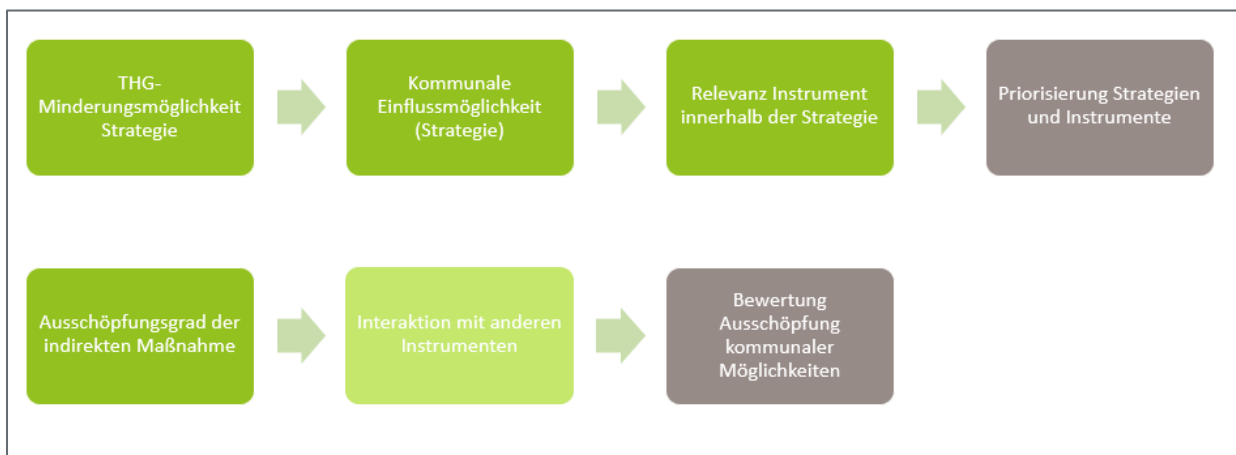 THG-
Minderungsmöglichkeit
Strategie
Kommunale
Einflussmöglichkeit
(Strategie)
Relevanz Instrument
innerhalb der Strategie
Priorisierung Strategien
und Instrumente
Ausschöpfungsgrad der
indirekten Maßnahme
Interaktion mit anderen
Instrumenten
Bewertung
Ausschöpfung
kommunaler
Möglichkeiten